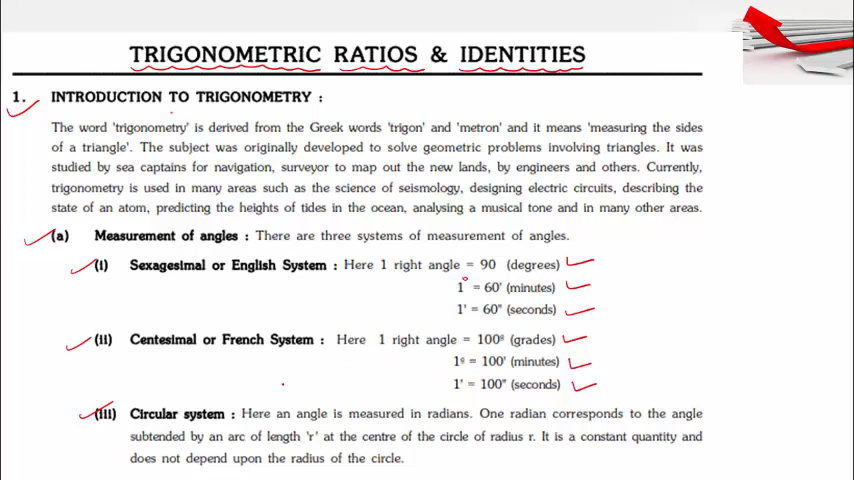 TRIGONOMETRIC RATIOS & IDENTITIES
1. INTRODUCTION TO TRIGONOMETRY :
The word 'trigonometry' is derived from the Greek words 'trigon' and 'metron' and it means 'measuring the sides
of a triangle'. The subject was originally developed to solve geometric problems involving triangles. It was
studied by sea captains for navigation, surveyor to map out the new lands, by engineers and others. Currently,
trigonometry is used in many areas such as the science of seismology, designing electric circuits, describing the
state of an atom, predicting the heights of tides in the ocean, analysing a musical tone and in many other areas.
(a) Measurement of angles : There are three systems of measurement of angles.
(i) Sexagesimal or English System : Here 1 right angle = 90 (degrees)
1° = 60' (minutes)
1' = 60" (seconds)
(ii) Centesimal or French System : Here 1 right angle = 100ᵍ (grades)
1ᵍ = 100' (minutes)
1' = 100" (seconds)
(iii) Circular system : Here an angle is measured in radians. One radian corresponds to the angle
subtended by an arc of length 'r' at the centre of the circle of radius r. It is a constant quantity and
does not depend upon the radius of the circle.